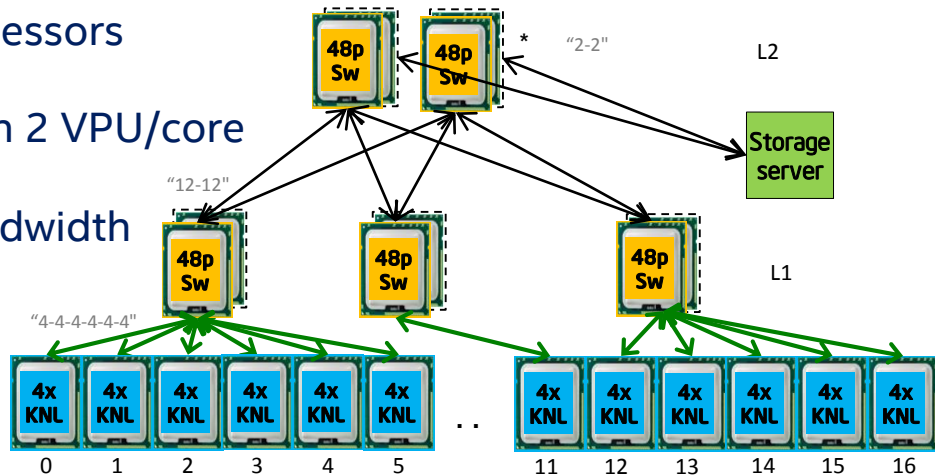 essors
n 2 VPU/core
dwidth
48p
Sw
48p
Sw
*
“2-2"
L2
Storage
server
“12-12"
48p
Sw
48p
Sw
48p
Sw
L1
“4-4-4-4-4-4"
4x
KNL
4x
KNL
4x
KNL
4x
KNL
4x
KNL
4x
KNL
. .
4x
KNL
4x
KNL
4x
KNL
4x
KNL
4x
KNL
4x
KNL
0 1 2 3 4 5 11 12 13 14 15 16